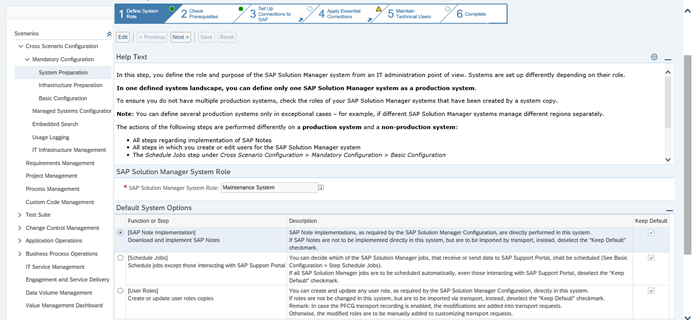 1 Define System Role
2 Check Prerequisites
3 Set Up Connections to SAP
4 Apply Essential Corrections
5 Maintain Technical Users
6 Complete
Scenarios
Cross Scenario Configuration
Mandatory Configuration
System Preparation
Infrastructure Preparation
Basic Configuration
Managed Systems Configuration
Embedded Search
Usage Logging
IT Infrastructure Management
Requirements Management
Project Management
Process Management
Custom Code Management
Test Suite
Change Control Management
Application Operations
Business Process Operations
IT Service Management
Engagement and Service Delivery
Data Volume Management
Value Management Dashboard
Edit < Previous Next > Save Reset
Help Text
In this step, you define the role and purpose of the SAP Solution Manager system from an IT administration point of view. Systems are set up differently depending on their role.
In one defined system landscape, you can define only one SAP Solution Manager system as a production system.
To ensure you do not have multiple production systems, check the roles of your SAP Solution Manager systems that have been created by a system copy.
Note: You can define several production systems only in exceptional cases – for example, if different SAP Solution Manager systems manage different regions separately.
The actions of the following steps are performed differently on a production system and a non-production system:
• All steps regarding implementation of SAP Notes
• All steps in which you create or edit users for the SAP Solution Manager system
• The Schedule Jobs step under Cross Scenario Configuration > Mandatory Configuration > Basic Configuration
SAP Solution Manager System Role
* SAP Solution Manager System Role: Maintenance System
Default System Options
Function or Step Description Keep Default
[SAP Note Implementation]
Download and implement SAP Notes
SAP Note implementations, as required by the SAP Solution Manager Configuration, are directly performed in this system.
If SAP Notes are not to be implemented directly in this system, but are to be imported by transport, instead, deselect the "Keep Default"
checkmark.
[Schedule Jobs]
Schedule jobs except those interacting with SAP Support Portal
You can decide which of the SAP Solution Manager jobs, that receive or send data to SAP Support Portal, shall be scheduled (See Basic
Configuration > Step Schedule Jobs).
If all SAP Solution Manager jobs are to be scheduled automatically, even those interacting with SAP Support Portal, deselect the "Keep
Default" checkmark.
[User Roles]
Create or update user roles copies
You can create and update any user role, as required by the SAP Solution Manager Configuration, directly in this system.
If roles are not be changed in this system, but are to be imported via transport, instead, deselect the "Keep Default" checkmark.
Remark: In case the PFCG transport recording is enabled, the modifications are added into transport requests.
Otherwise, the modified roles are to be manually added to customizing transport requests.